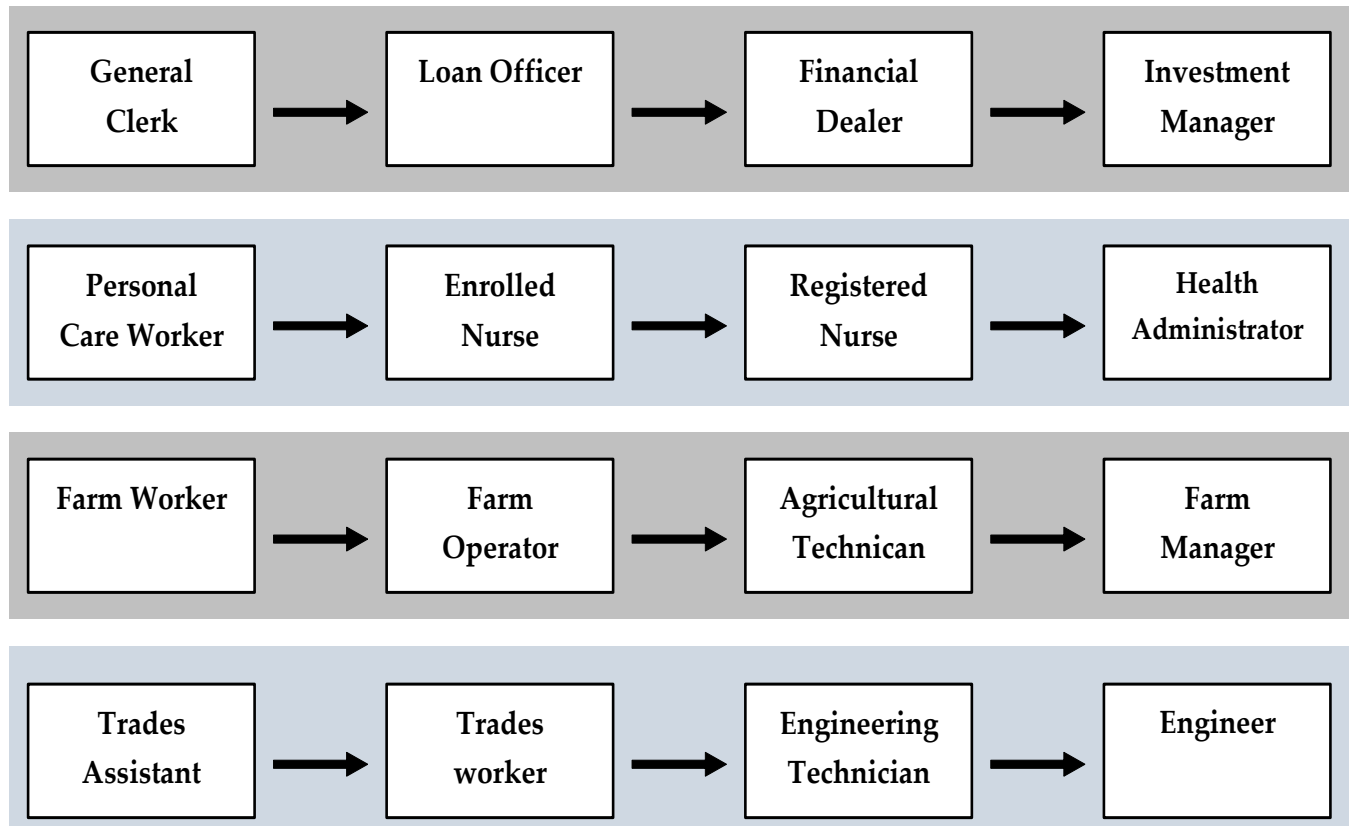 General
Clerk
Loan Officer
Financial
Dealer
Investment
Manager
Personal
Care Worker
Enrolled
Nurse
Registered
Nurse
Health
Administrator
Farm Worker
Farm
Operator
Agricultural
Technican
Farm
Manager
Trades
Assistant
Trades
worker
Engineering
Technician
Engineer